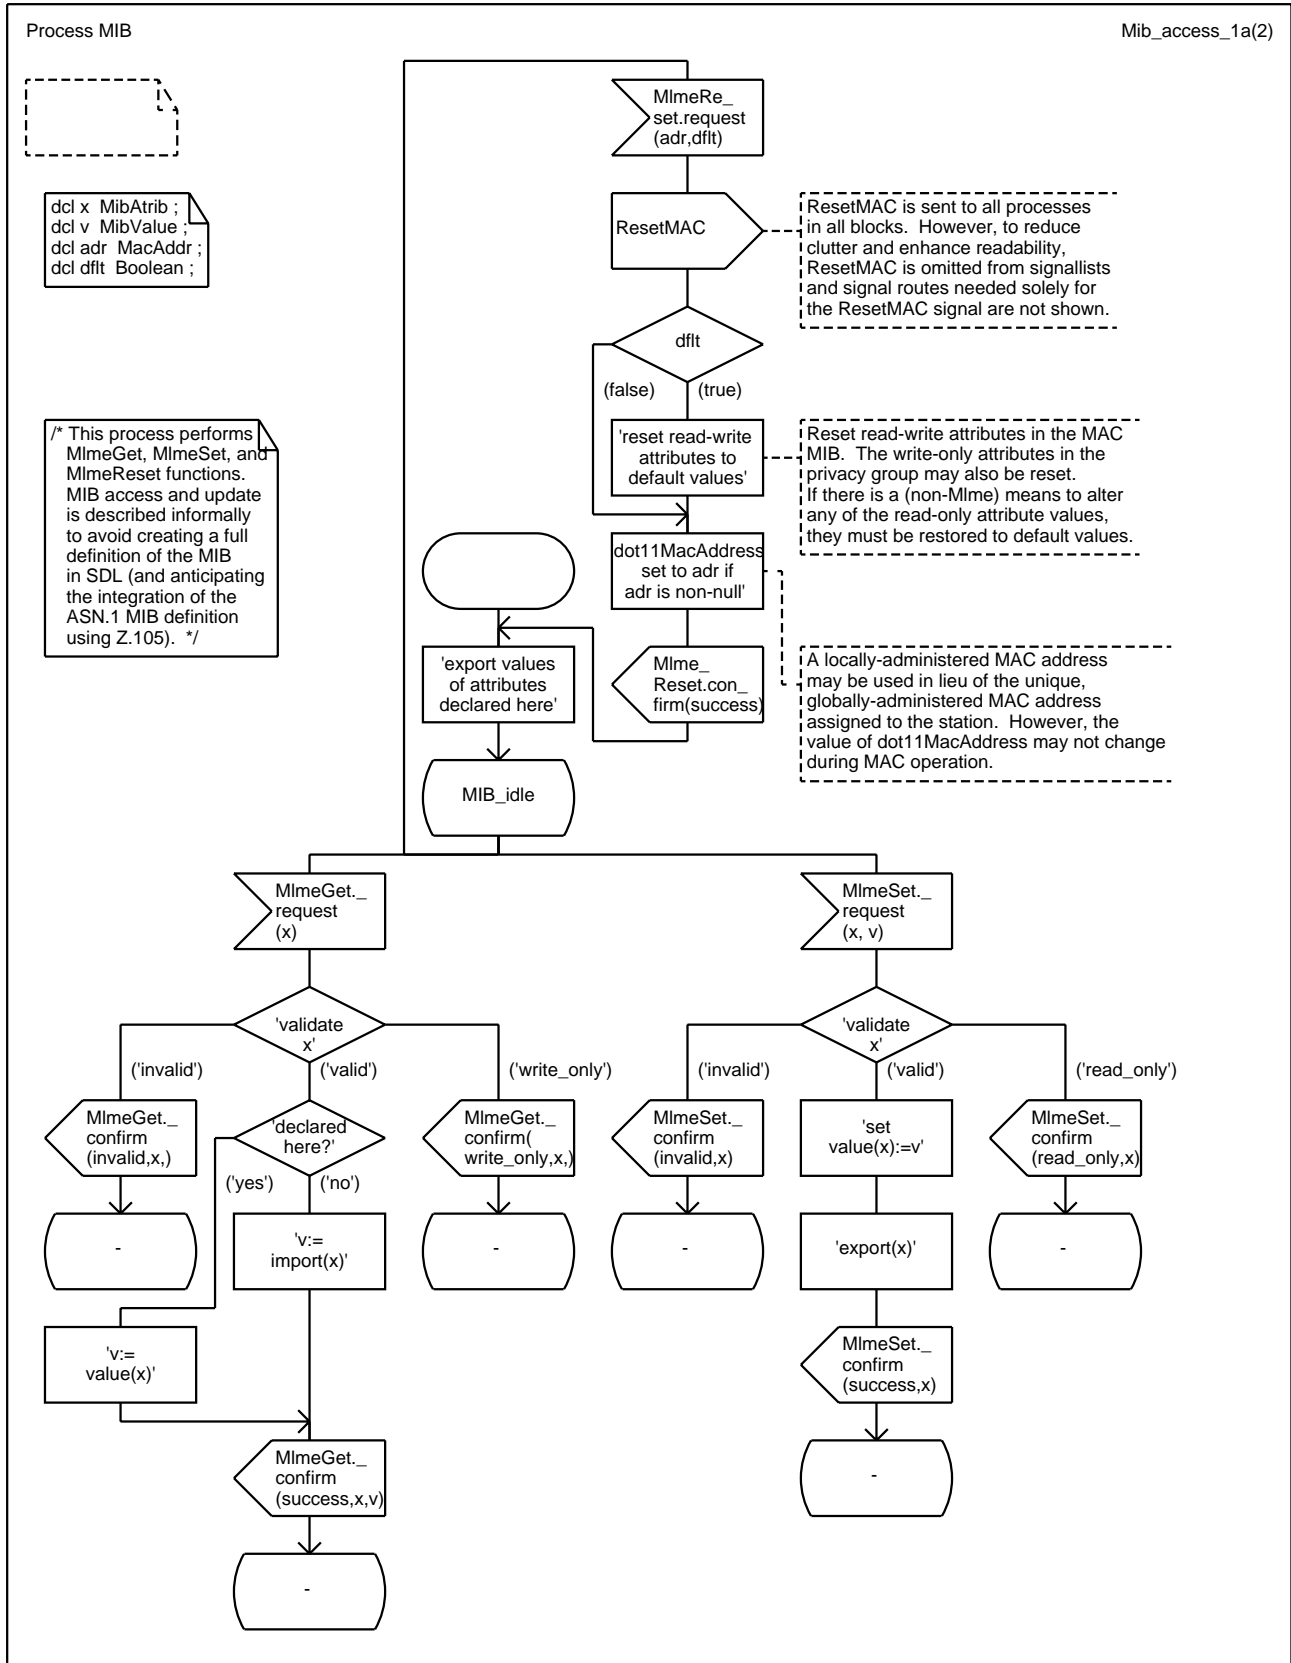 Process MIB
Mib_access_1a(2)
MlmeRe_
set.request
(adr,dflt)
dcl x  MibAtrib ;
dcl v  MibValue ;
dcl adr  MacAddr ;
dcl dflt  Boolean ;
ResetMAC
ResetMAC is sent to all processes
in all blocks.  However, to reduce
clutter and enhance readability,
ResetMAC is omitted from signallists
and signal routes needed solely for
the ResetMAC signal are not shown.
dflt
(false)
(true)
/* This process performs
MlmeGet, MlmeSet, and
MlmeReset functions.
MIB access and update
is described informally
to avoid creating a full
definition of the MIB
in SDL (and anticipating
the integration of the
ASN.1 MIB definition
using Z.105).  */
'reset read-write
attributes to
default values'
Reset read-write attributes in the MAC
MIB.  The write-only attributes in the
privacy group may also be reset.
If there is a (non-Mlme) means to alter
any of the read-only attribute values,
they must be restored to default values.
dot11MacAddress
set to adr if
adr is non-null'
'export values
of attributes
declared here'
Mlme_
Reset.con_
firm(success)
A locally-administered MAC address
may be used in lieu of the unique,
globally-administered MAC address
assigned to the station.  However, the
value of dot11MacAddress may not change
during MAC operation.
MIB_idle
MlmeGet._
request
(x)
MlmeSet._
request
(x, v)
'validate
x'
'validate
x'
('invalid')
('valid')
('write_only')
('invalid')
('valid')
('read_only')
MlmeGet._
confirm
(invalid,x,)
'declared
here?'
MlmeGet._
confirm(
write_only,x,)
MlmeSet._
confirm
(invalid,x)
'set
value(x):=v'
MlmeSet._
confirm
(read_only,x)
('yes')
('no')
-
'v:=
import(x)'
-
-
'export(x)'
-
'v:=
value(x)'
MlmeSet._
confirm
(success,x)
MlmeGet._
confirm
(success,x,v)
-
-